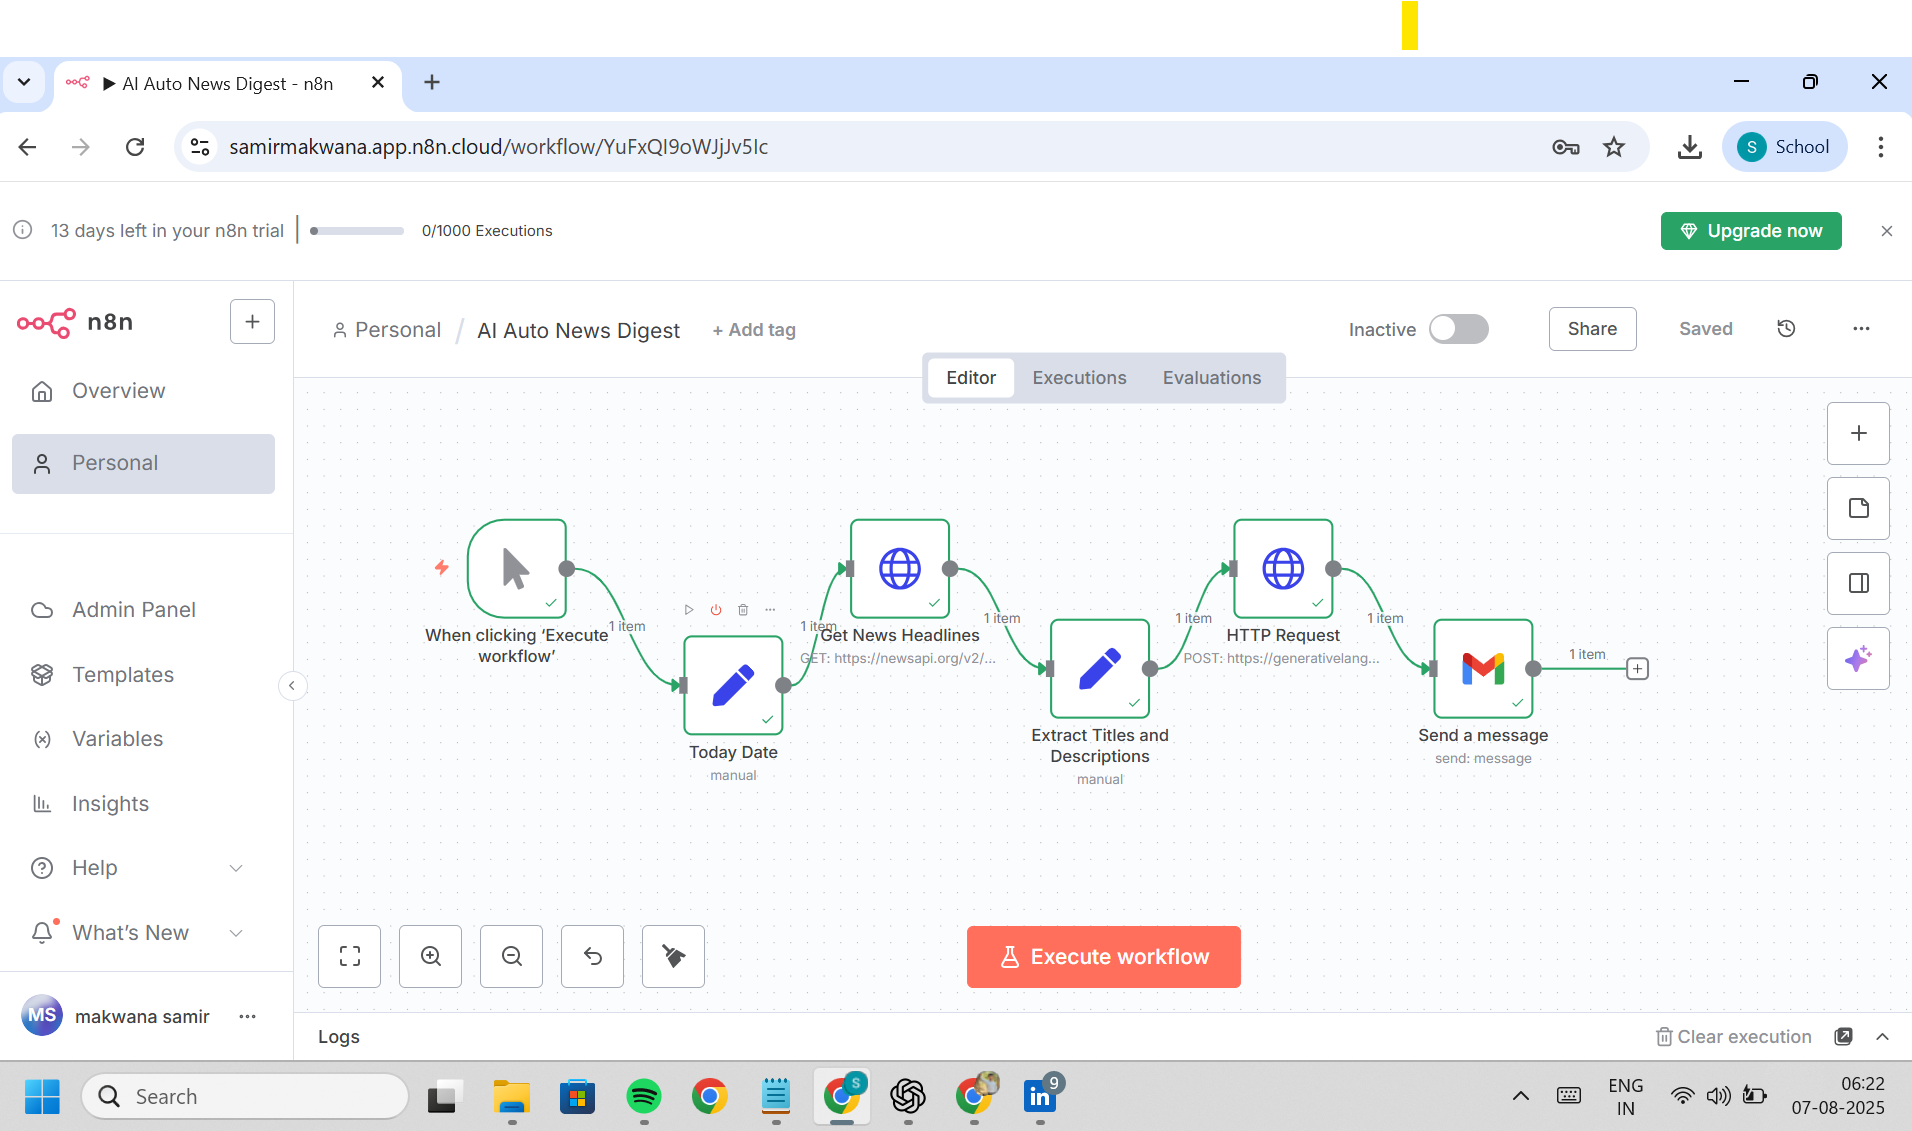 AI Auto News Digest - n8n
samirmakwana.app.n8n.cloud/workflow/YuFxQI9oWJjJv5Ic
S School
13 days left in your n8n trial
0/1000 Executions
Upgrade now
n8n
Personal / AI Auto News Digest
+ Add tag
Inactive
Share
Saved
Editor
Executions
Evaluations
Overview
Personal
Admin Panel
Templates
Variables
Insights
Help
What's New
MS makwana samir
When clicking ‘Execute
workflow’
1 item
Today Date
manual
1 item
Get News Headlines
GET: https://newsapi.org/v2/...
1 item
Extract Titles and
Descriptions
manual
1 item
HTTP Request
POST: https://generativelang...
1 item
Send a message
send: message
1 item
Execute workflow
Logs
Clear execution
Search
S
in
9
ENG
IN
06:22
07-08-2025